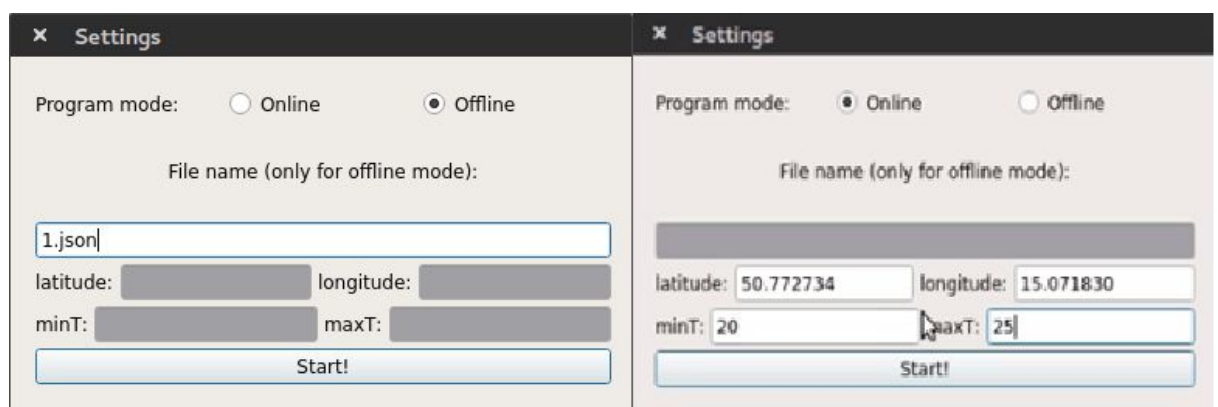 Settings
Program mode: Online Offline
File name (only for offline mode):
1.json
latitude: longitude:
minT: maxT:
Start!
Settings
Program mode: Online Offline
File name (only for offline mode):
latitude: 50.772734 longitude: 15.071830
minT: 20 maxT: 25
Start!